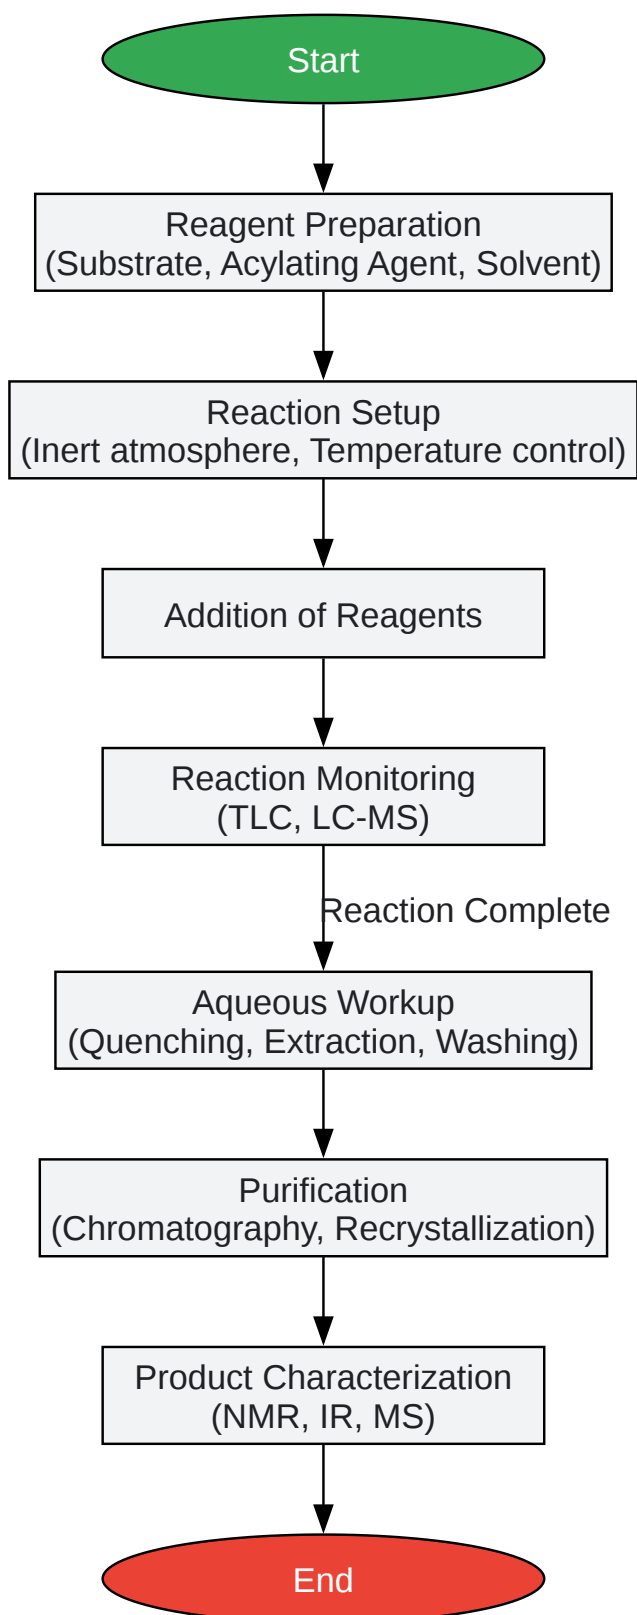 Start
Reagent Preparation
(Substrate, Acylating Agent, Solvent)
Reaction Setup
(Inert atmosphere, Temperature control)
Addition of Reagents
Reaction Monitoring
(TLC, LC-MS)
Reaction Complete
Aqueous Workup
(Quenching, Extraction, Washing)
Purification
(Chromatography, Recrystallization)
Product Characterization
(NMR, IR, MS)
End